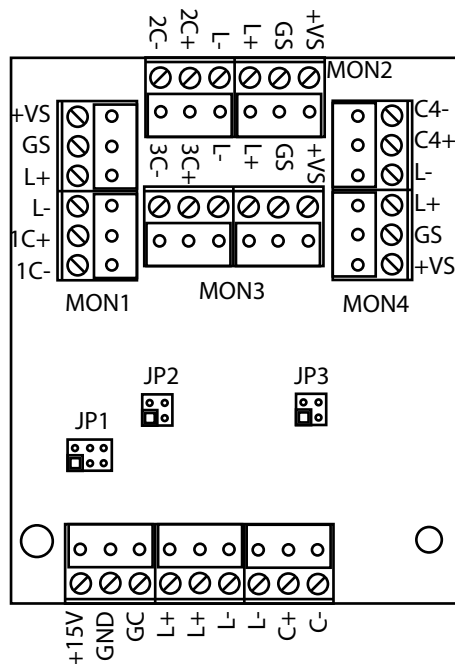 2C-
2C+
L-
L+
GS
+VS
MON2
+VS
GS
L+
L-
1C+
1C-
MON1
3C-
3C+
L-
L+
GS
+VS
MON3
C4-
C4+
L-
L+
GS
+VS
MON4
JP2
JP3
JP1
+15V
GND
GC
L+
L+
L-
L-
C+
C-